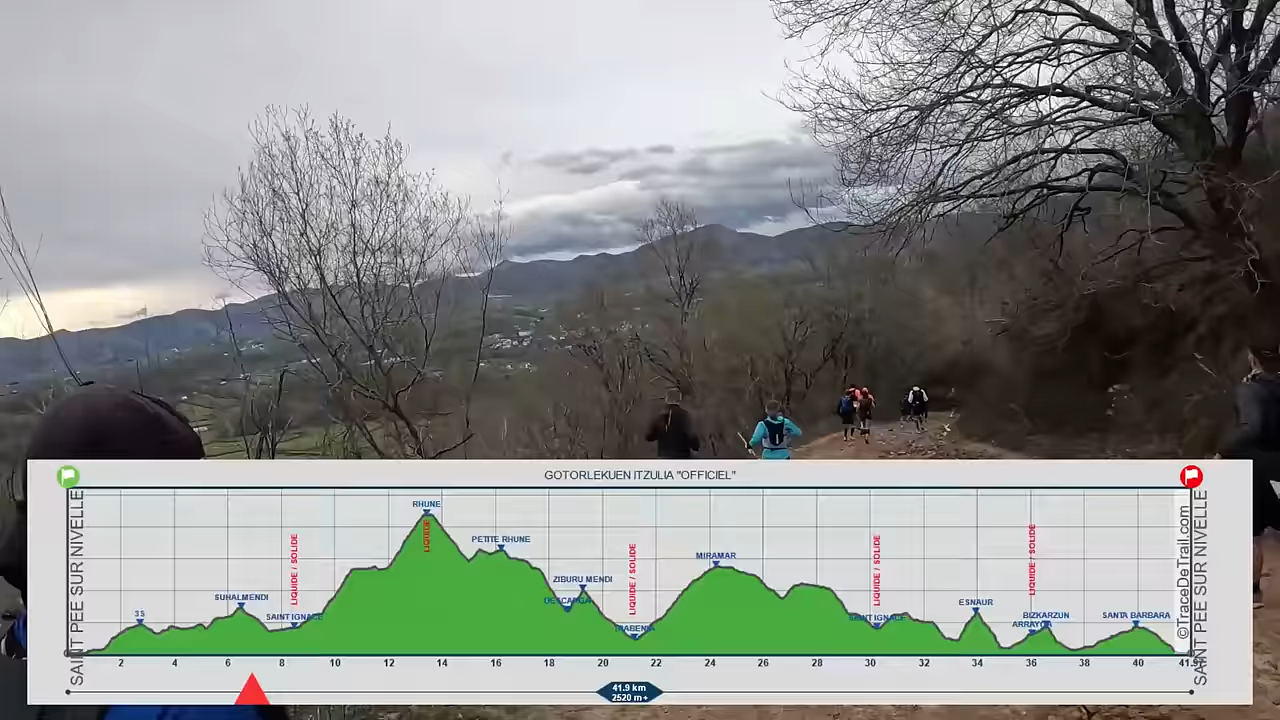 GOTORLEKUEN ITZULIA "OFFICIEL"
SAINT PEE SUR NIVELLE
RHUNE
LIQUIDE
PETITE RHUNE
LIQUIDE / SOLIDE
SUHALMENDI
35
SAINT IGNACE
ZIBURU MENDI
DESCARGA
LIQUIDE / SOLIDE
MIRAMAR
LIQUIDE / SOLIDE
SAINT IGNACE
ESNAUR
LIQUIDE / SOLIDE
BIZKARZUN
SANTA BARBARA
©TraceDeTrail.com
SAINT PEE SUR NIVELLE
2 4 6 8 10 12 14 16 18 20 22 24 26 28 30 32 34 36 38 40 41.9
41.9 km
2520 m+